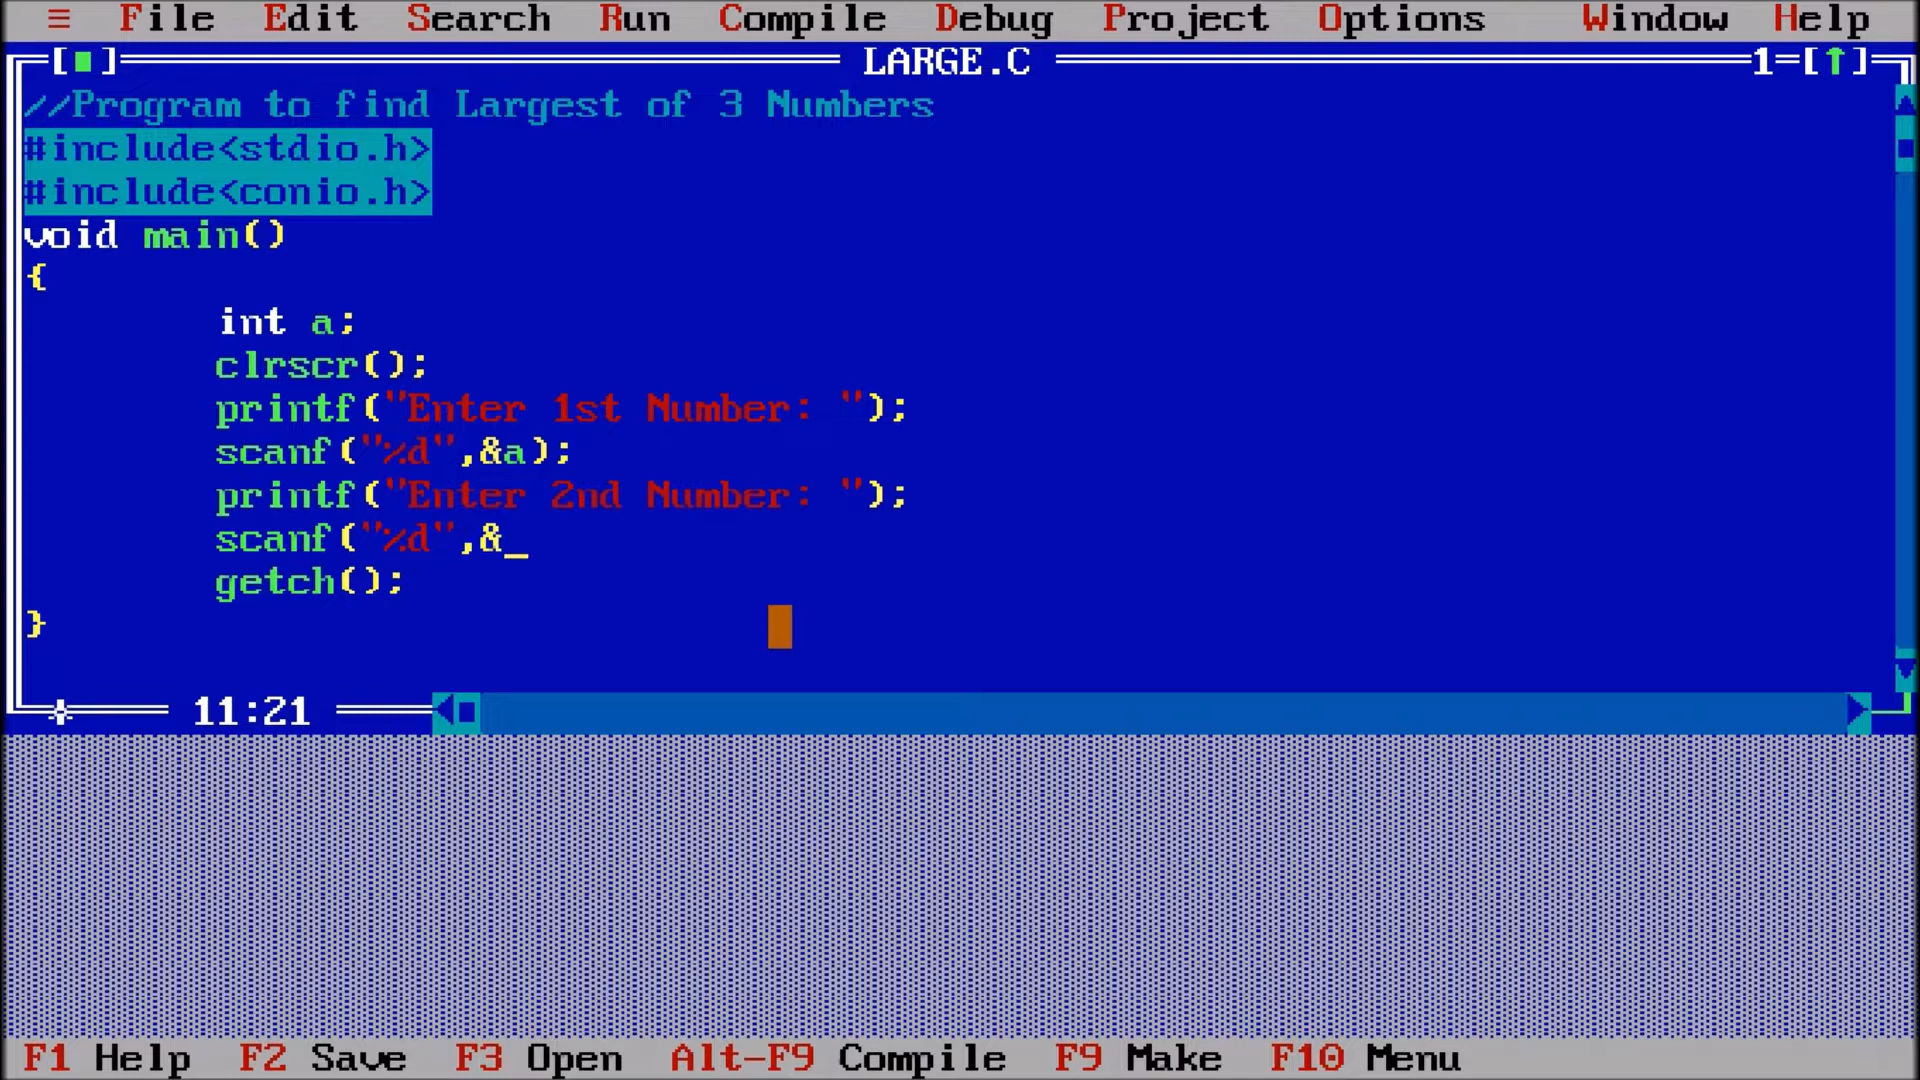 ≡ File Edit Search Run Compile Debug Project Options Window Help
[■] LARGE.C 1=[↑]
//Program to find Largest of 3 Numbers
#include<stdio.h>
#include<conio.h>
void main()
{
int a;
clrscr();
printf("Enter 1st Number: ");
scanf("%d",&a);
printf("Enter 2nd Number: ");
scanf("%d",&_
getch();
}
11:21
F1 Help F2 Save F3 Open Alt-F9 Compile F9 Make F10 Menu